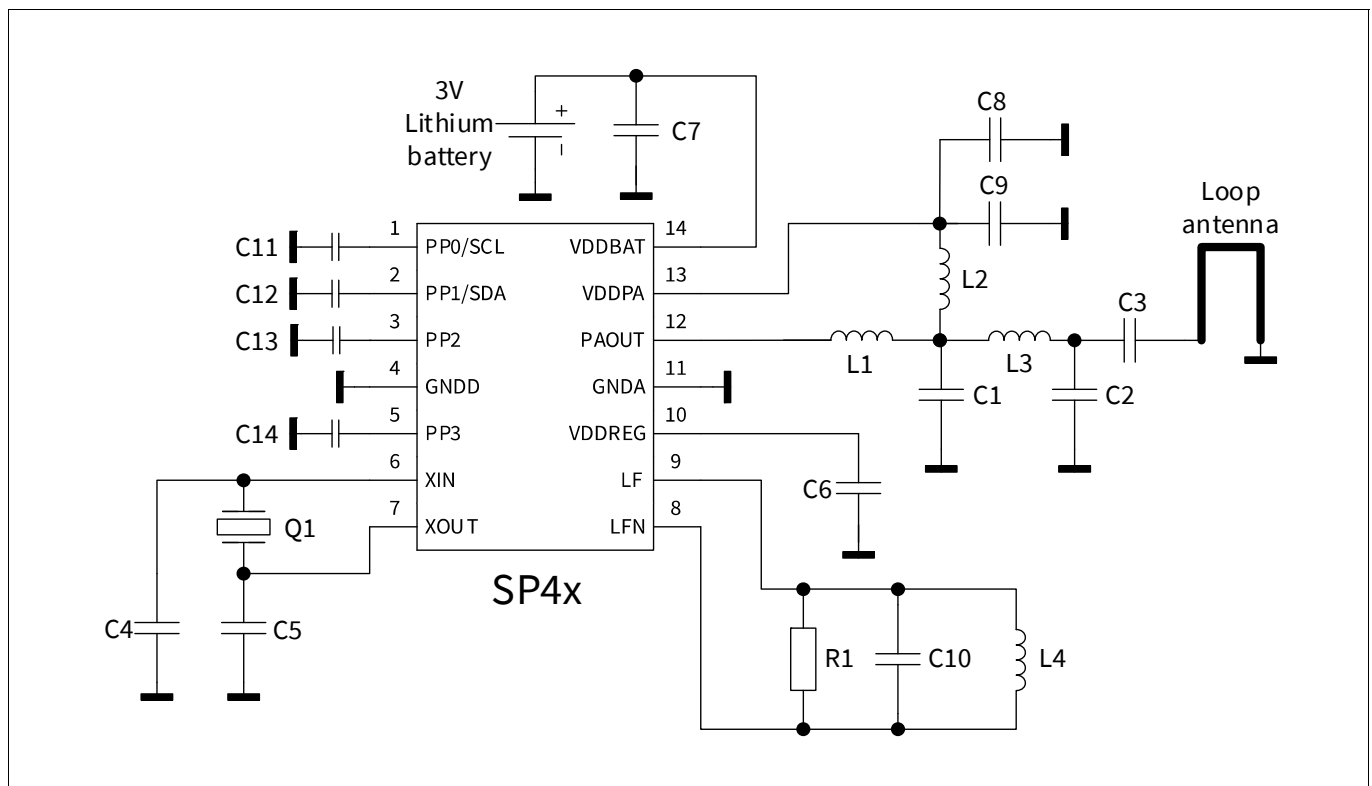 3V
Lithium
battery
+
-
C7
C8
C9
Loop
antenna
L2
C3
L1
L3
C1
C2
C11
1
PP0/SCL
VDDBAT
14
C12
2
PP1/SDA
VDDPA
13
C13
3
PP2
PAOUT
12
4
GNDD
GNDA
11
C14
5
PP3
VDDREG
10
6
XIN
LF
9
7
XOUT
LFN
8
C6
Q1
SP4x
C4
C5
R1
C10
L4